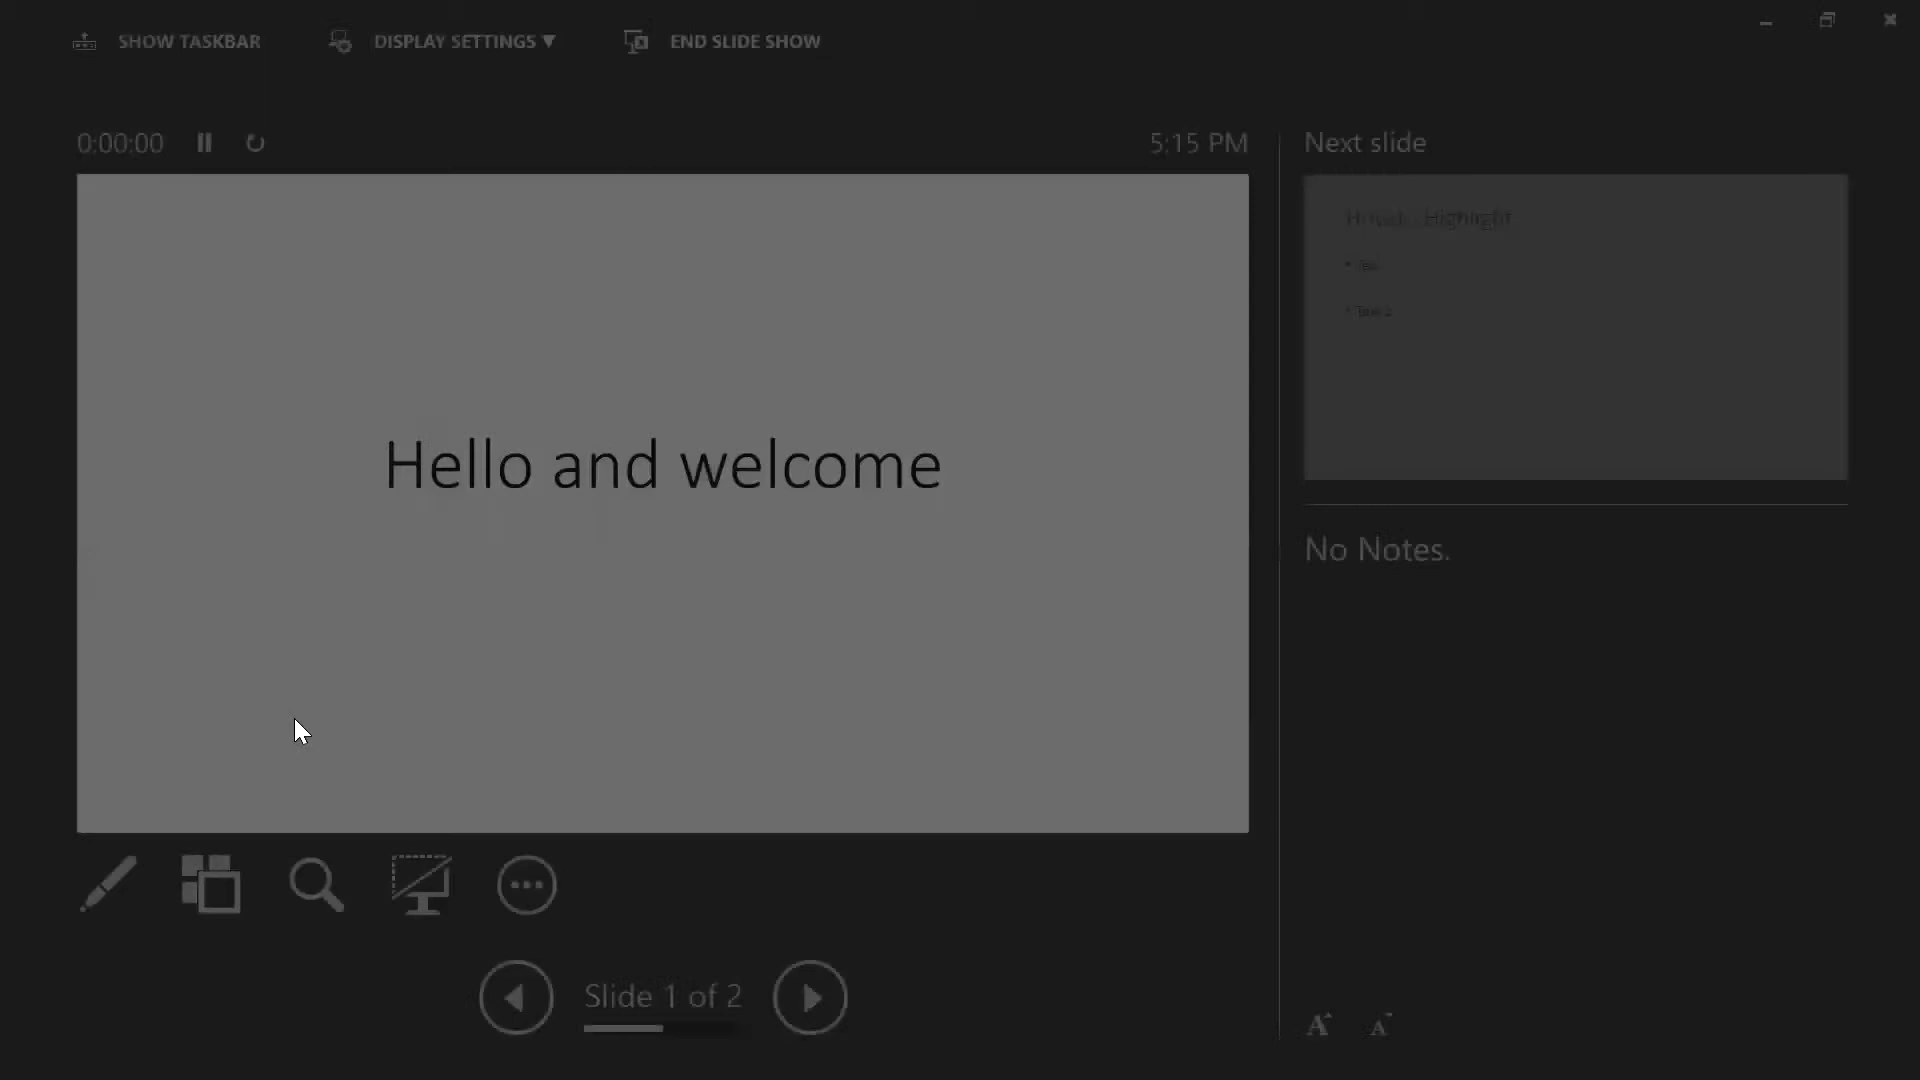 SHOW TASKBAR
DISPLAY SETTINGS ▼
END SLIDE SHOW
0:00:00
5:15 PM
Next slide
Highlight
Hello and welcome
No Notes.
Slide 1 of 2
A A